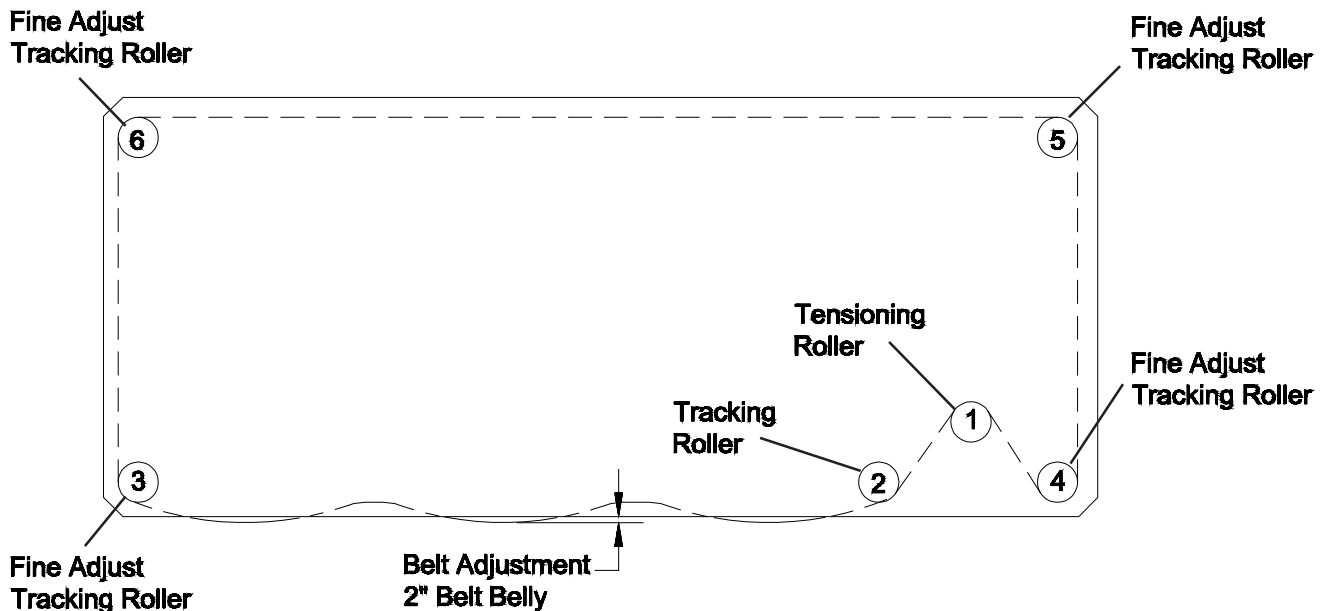 Fine Adjust
Tracking Roller
Fine Adjust
Tracking Roller
6
5
Tensioning
Roller
Fine Adjust
Tracking Roller
Tracking
Roller
1
3
2
4
Fine Adjust
Tracking Roller
Belt Adjustment
2" Belt Belly